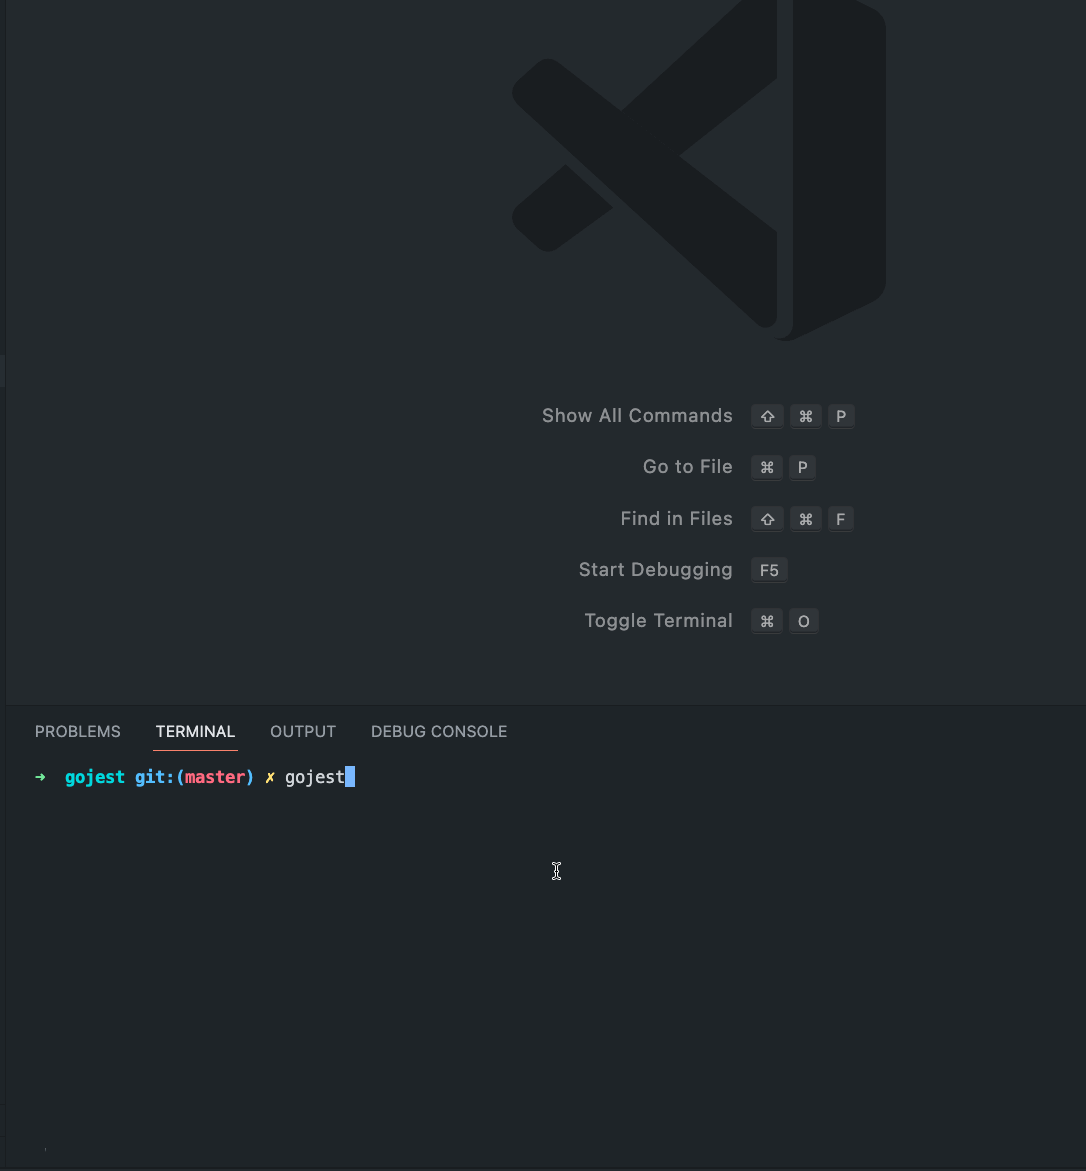 Show All Commands ⇧ ⌘ P
Go to File ⌘ P
Find in Files ⇧ ⌘ F
Start Debugging F5
Toggle Terminal ⌘ O
PROBLEMS TERMINAL OUTPUT DEBUG CONSOLE
➜ gojest git:(master) ✗ gojest